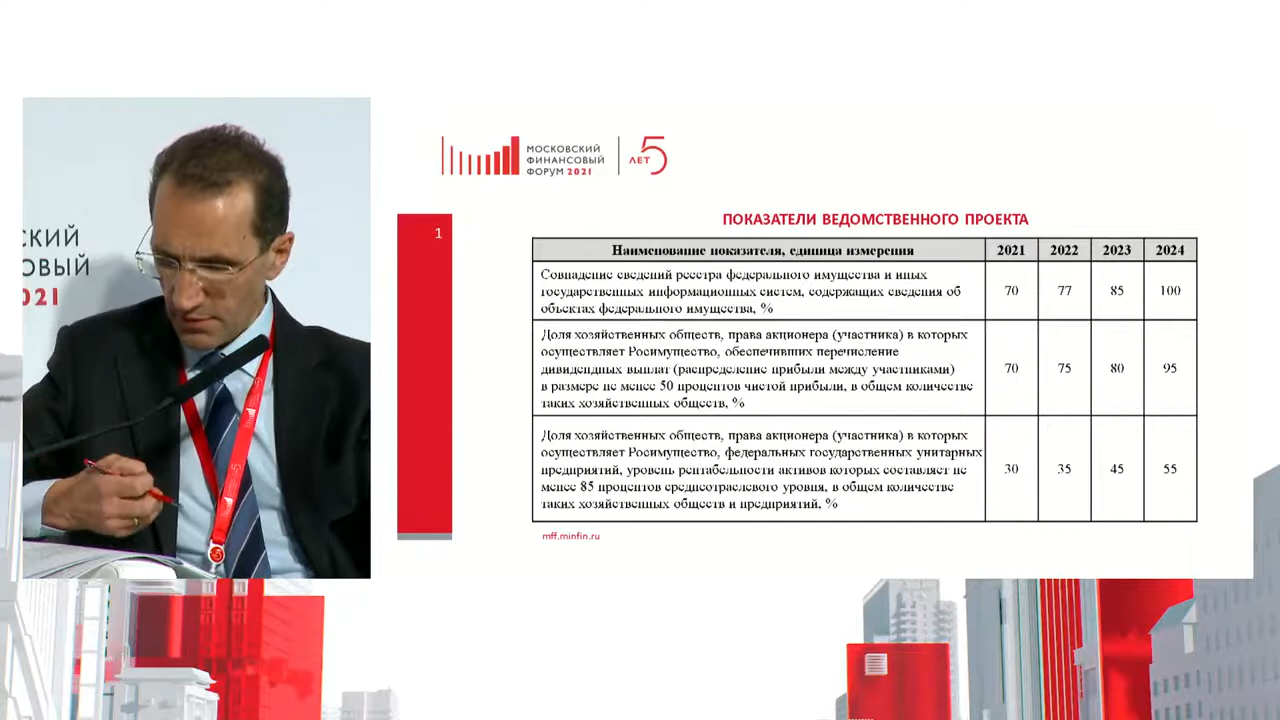 СКИЙ
ОВЫЙ
021
МОСКОВСКИЙ
ФИНАНСОВЫЙ
ФОРУМ 2021
5 ЛЕТ
1
ПОКАЗАТЕЛИ ВЕДОМСТВЕННОГО ПРОЕКТА
Наименование показателя, единица измерения 2021 2022 2023 2024
Совпадение сведений реестра федерального имущества и иных
государственных информационных систем, содержащих сведения об
объектах федерального имущества, %
70 77 85 100
Доля хозяйственных обществ, права акционера (участника) в которых
осуществляет Росимущество, обеспечивших перечисление
дивидендных выплат (распределение прибыли между участниками)
в размере не менее 50 процентов чистой прибыли, в общем количестве
таких хозяйственных обществ, %
70 75 80 95
Доля хозяйственных обществ, права акционера (участника) в которых
осуществляет Росимущество, федеральных государственных унитарных
предприятий, уровень рентабельности активов которых составляет не
менее 85 процентов среднеотраслевого уровня, в общем количестве
таких хозяйственных обществ и предприятий, %
30 35 45 55
mff.minfin.ru